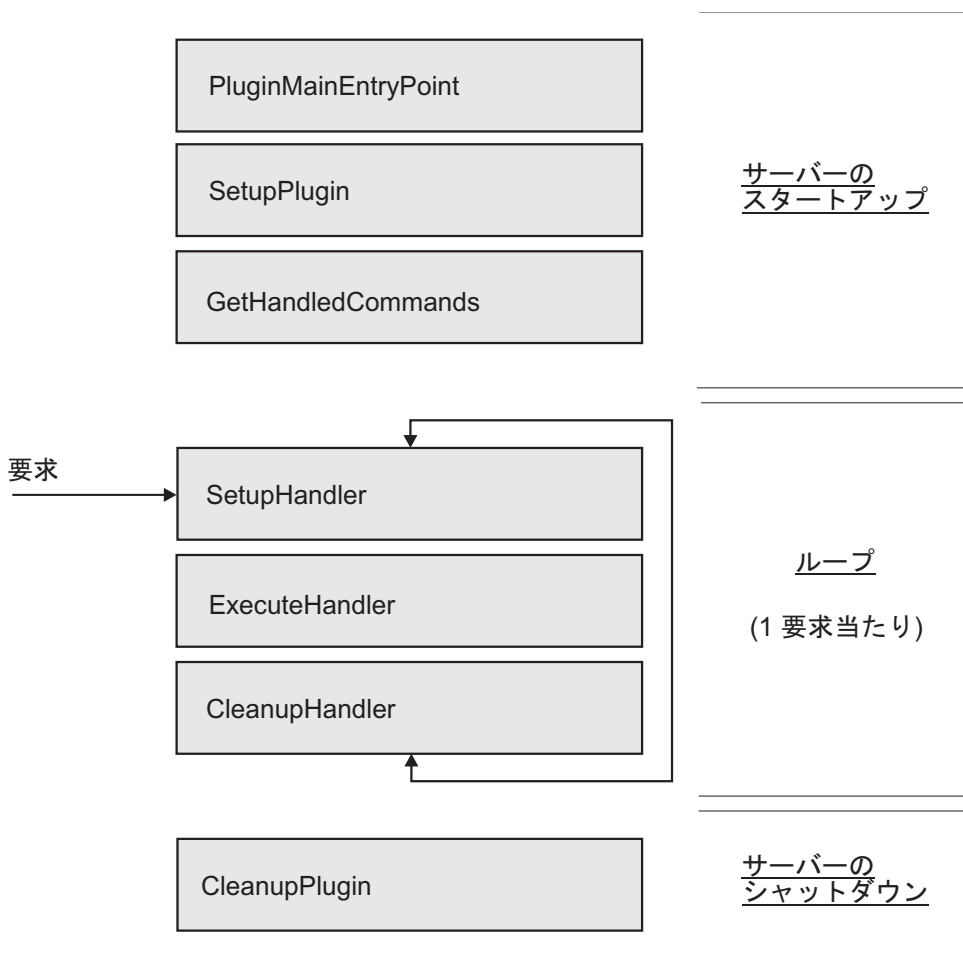 PluginMainEntryPoint
SetupPlugin
サーバーの
スタートアップ
GetHandledCommands
要求
SetupHandler
ExecuteHandler
ループ
(1 要求当たり)
CleanupHandler
CleanupPlugin
サーバーの
シャットダウン